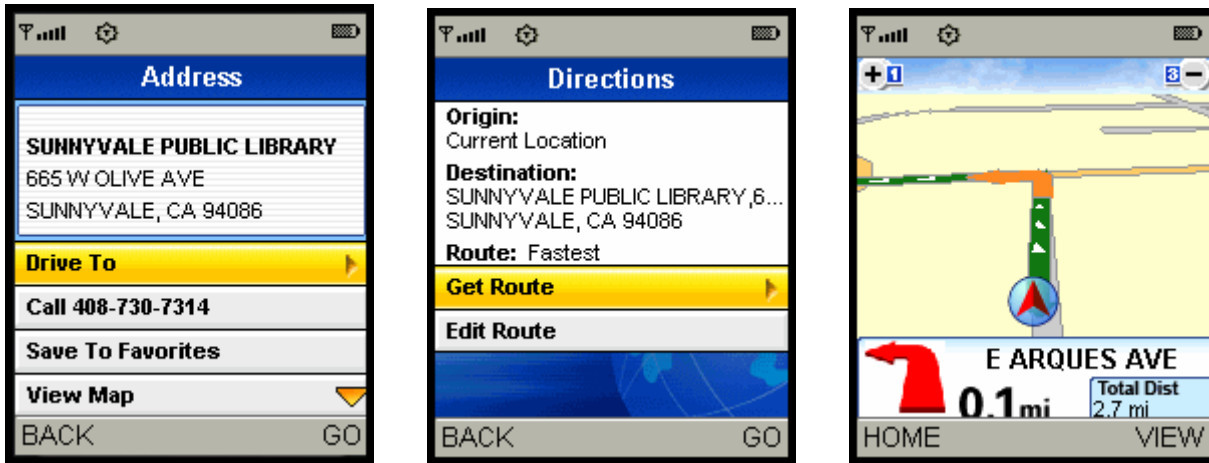 Address
SUNNYVALE PUBLIC LIBRARY
665 W OLIVE AVE
SUNNYVALE, CA 94086
Drive To
Call 408-730-7314
Save To Favorites
View Map
BACK GO
Directions
Origin:
Current Location
Destination:
SUNNYVALE PUBLIC LIBRARY,6...
SUNNYVALE, CA 94086
Route: Fastest
Get Route
Edit Route
BACK GO
+ 1 3 −
E ARQUES AVE
0.1 mi
Total Dist
2.7 mi
HOME VIEW